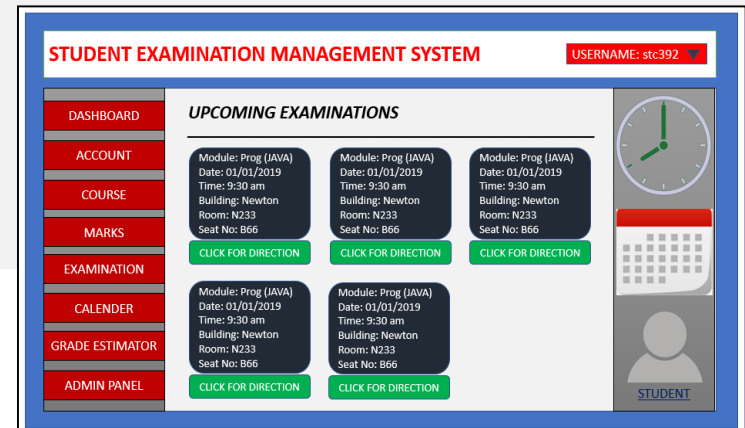 STUDENT EXAMINATION MANAGEMENT SYSTEM
USERNAME: stc392
DASHBOARD
ACCOUNT
COURSE
MARKS
EXAMINATION
CALENDER
GRADE ESTIMATOR
ADMIN PANEL
UPCOMING EXAMINATIONS
Module: Prog (JAVA)
Date: 01/01/2019
Time: 9:30 am
Building: Newton
Room: N233
Seat No: B66
CLICK FOR DIRECTION
Module: Prog (JAVA)
Date: 01/01/2019
Time: 9:30 am
Building: Newton
Room: N233
Seat No: B66
CLICK FOR DIRECTION
Module: Prog (JAVA)
Date: 01/01/2019
Time: 9:30 am
Building: Newton
Room: N233
Seat No: B66
CLICK FOR DIRECTION
Module: Prog (JAVA)
Date: 01/01/2019
Time: 9:30 am
Building: Newton
Room: N233
Seat No: B66
CLICK FOR DIRECTION
Module: Prog (JAVA)
Date: 01/01/2019
Time: 9:30 am
Building: Newton
Room: N233
Seat No: B66
CLICK FOR DIRECTION
STUDENT